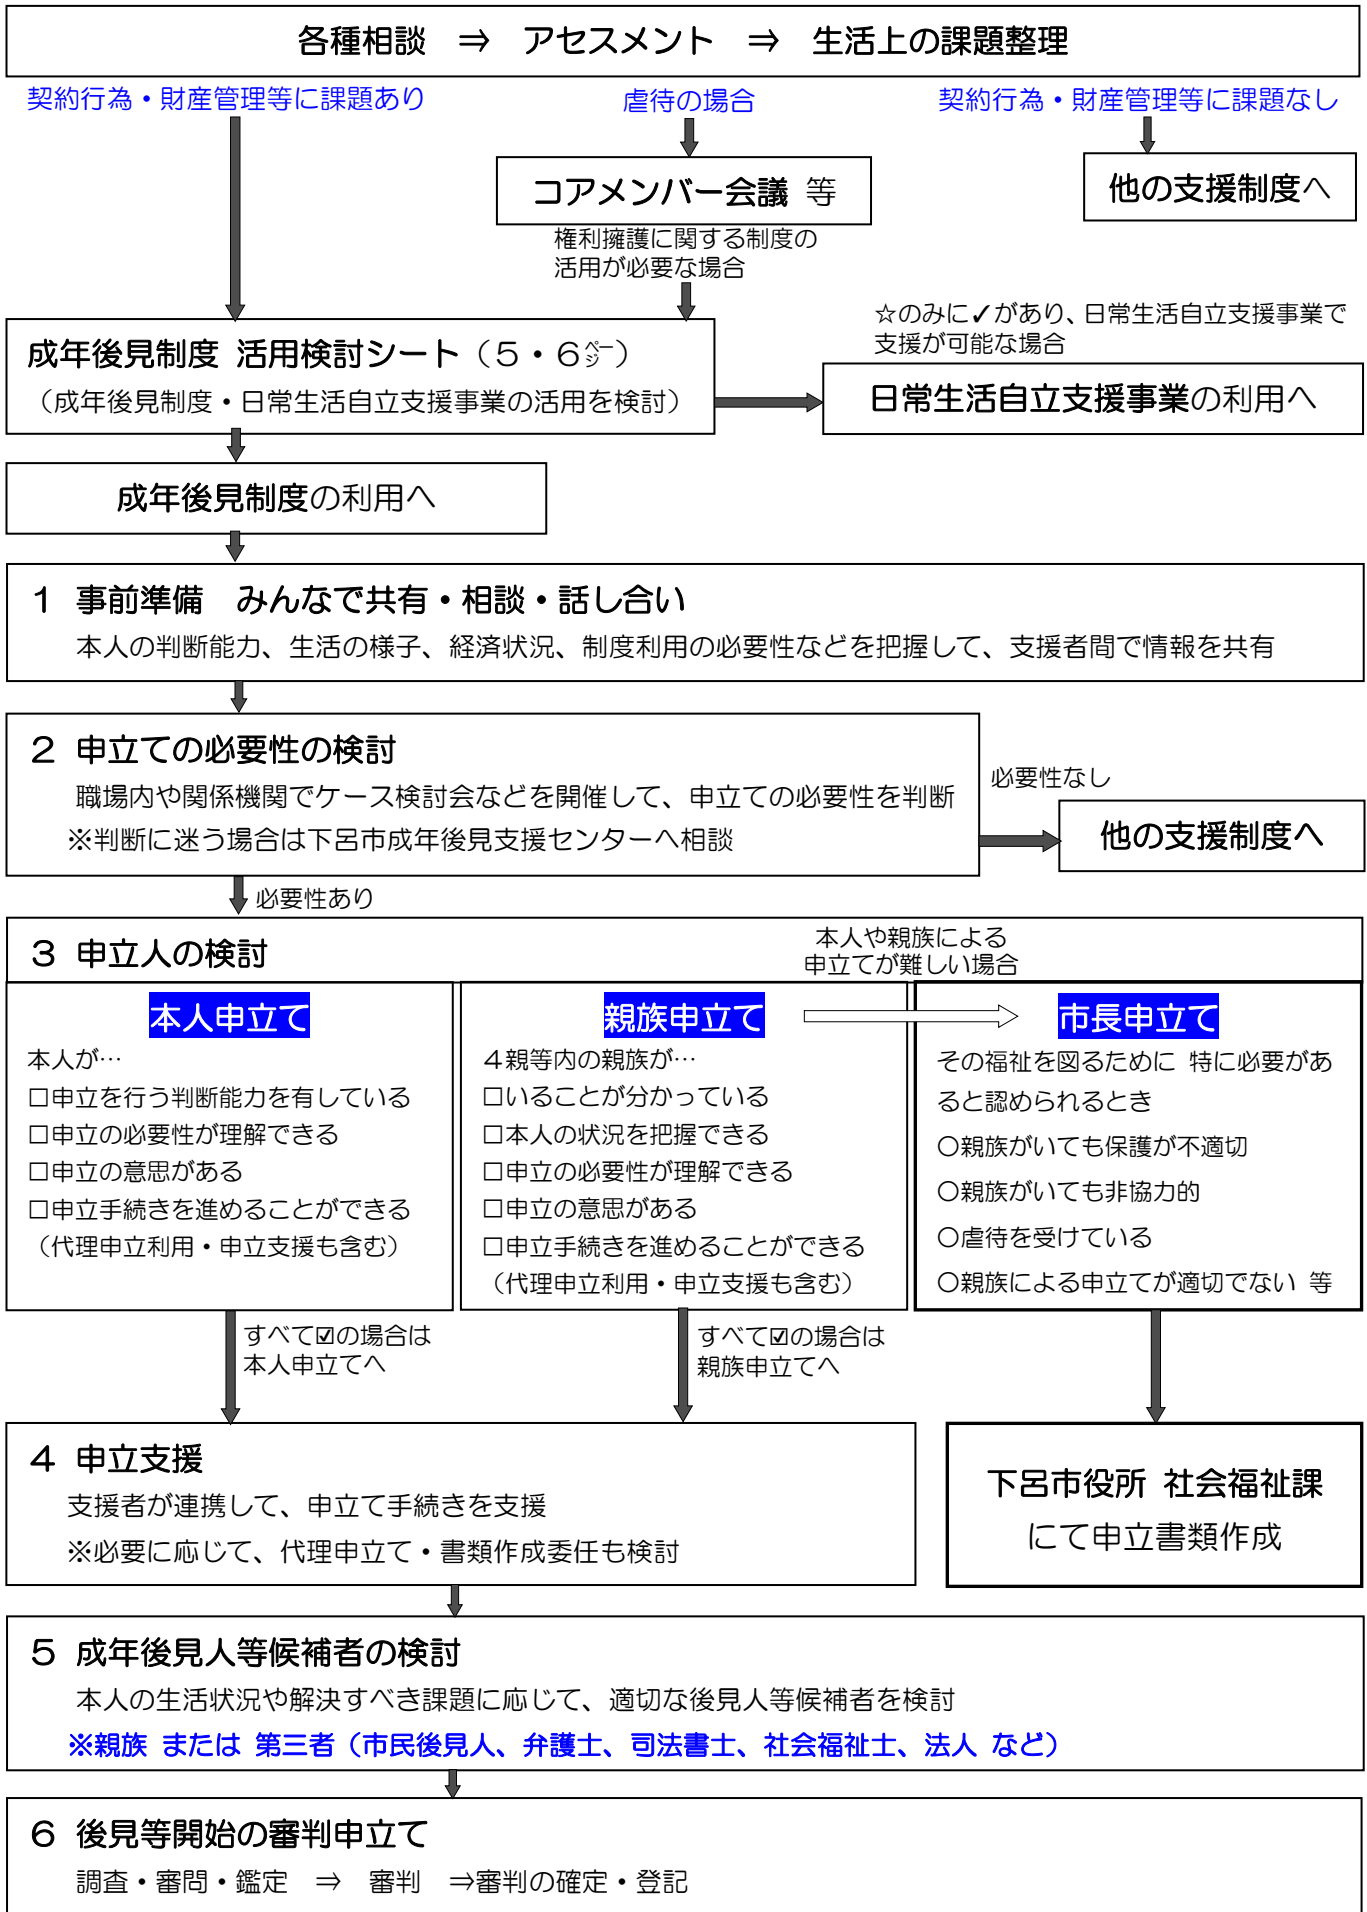 各種相談 ⇒ アセスメント ⇒ 生活上の課題整理
契約行為・財産管理等に課題あり
虐待の場合
契約行為・財産管理等に課題なし
コアメンバー会議 等
他の支援制度へ
権利擁護に関する制度の
活用が必要な場合
☆のみに✓があり、日常生活自立支援事業で
支援が可能な場合
成年後見制度 活用検討シート（５・６ページ）
（成年後見制度・日常生活自立支援事業の活用を検討）
日常生活自立支援事業の利用へ
成年後見制度の利用へ
１ 事前準備 みんなで共有・相談・話し合い
本人の判断能力、生活の様子、経済状況、制度利用の必要性などを把握して、支援者間で情報を共有
２ 申立ての必要性の検討
職場内や関係機関でケース検討会などを開催して、申立ての必要性を判断
※判断に迷う場合は下呂市成年後見支援センターへ相談
必要性なし
他の支援制度へ
必要性あり
３ 申立人の検討
本人や親族による
申立てが難しい場合
本人申立て
本人が…
□申立を行う判断能力を有している
□申立の必要性が理解できる
□申立の意思がある
□申立手続きを進めることができる
（代理申立利用・申立支援も含む）
親族申立て
４親等内の親族が…
□いることが分かっている
□本人の状況を把握できる
□申立の必要性が理解できる
□申立の意思がある
□申立手続きを進めることができる
（代理申立利用・申立支援も含む）
市長申立て
その福祉を図るために 特に必要があ
ると認められるとき
○親族がいても保護が不適切
○親族がいても非協力的
○虐待を受けている
○親族による申立てが適切でない 等
すべて☑の場合は
本人申立てへ
すべて☑の場合は
親族申立てへ
４ 申立支援
支援者が連携して、申立て手続きを支援
※必要に応じて、代理申立て・書類作成委任も検討
下呂市役所 社会福祉課
にて申立書類作成
５ 成年後見人等候補者の検討
本人の生活状況や解決すべき課題に応じて、適切な後見人等候補者を検討
※親族 または 第三者（市民後見人、弁護士、司法書士、社会福祉士、法人 など）
６ 後見等開始の審判申立て
調査・審問・鑑定 ⇒ 審判 ⇒審判の確定・登記